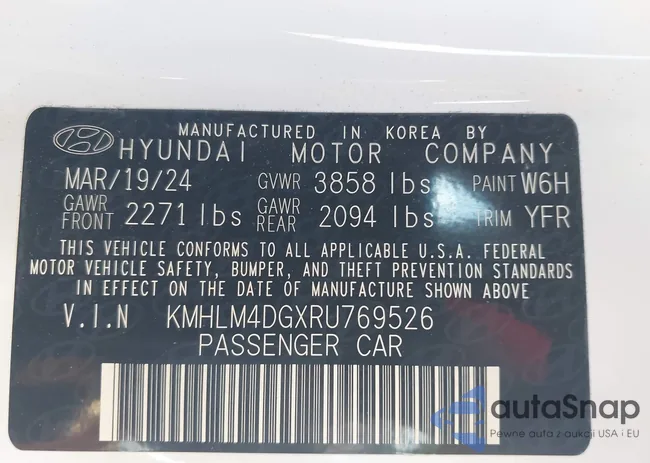 MANUFACTURED IN KOREA BY
HYUNDAI MOTOR COMPANY
MAR/19/24 GVWR 3858 lbs PAINT W6H
GAWR FRONT 2271 lbs GAWR REAR 2094 lbs TRIM YFR
THIS VEHICLE CONFORMS TO ALL APPLICABLE U.S.A. FEDERAL
MOTOR VEHICLE SAFETY, BUMPER, AND THEFT PREVENTION STANDARDS
IN EFFECT ON THE DATE OF MANUFACTURE SHOWN ABOVE
V.I.N KMHLM4DGXRU769526
PASSENGER CAR
autaSnap
Pewne auta z aukcji USA i EU